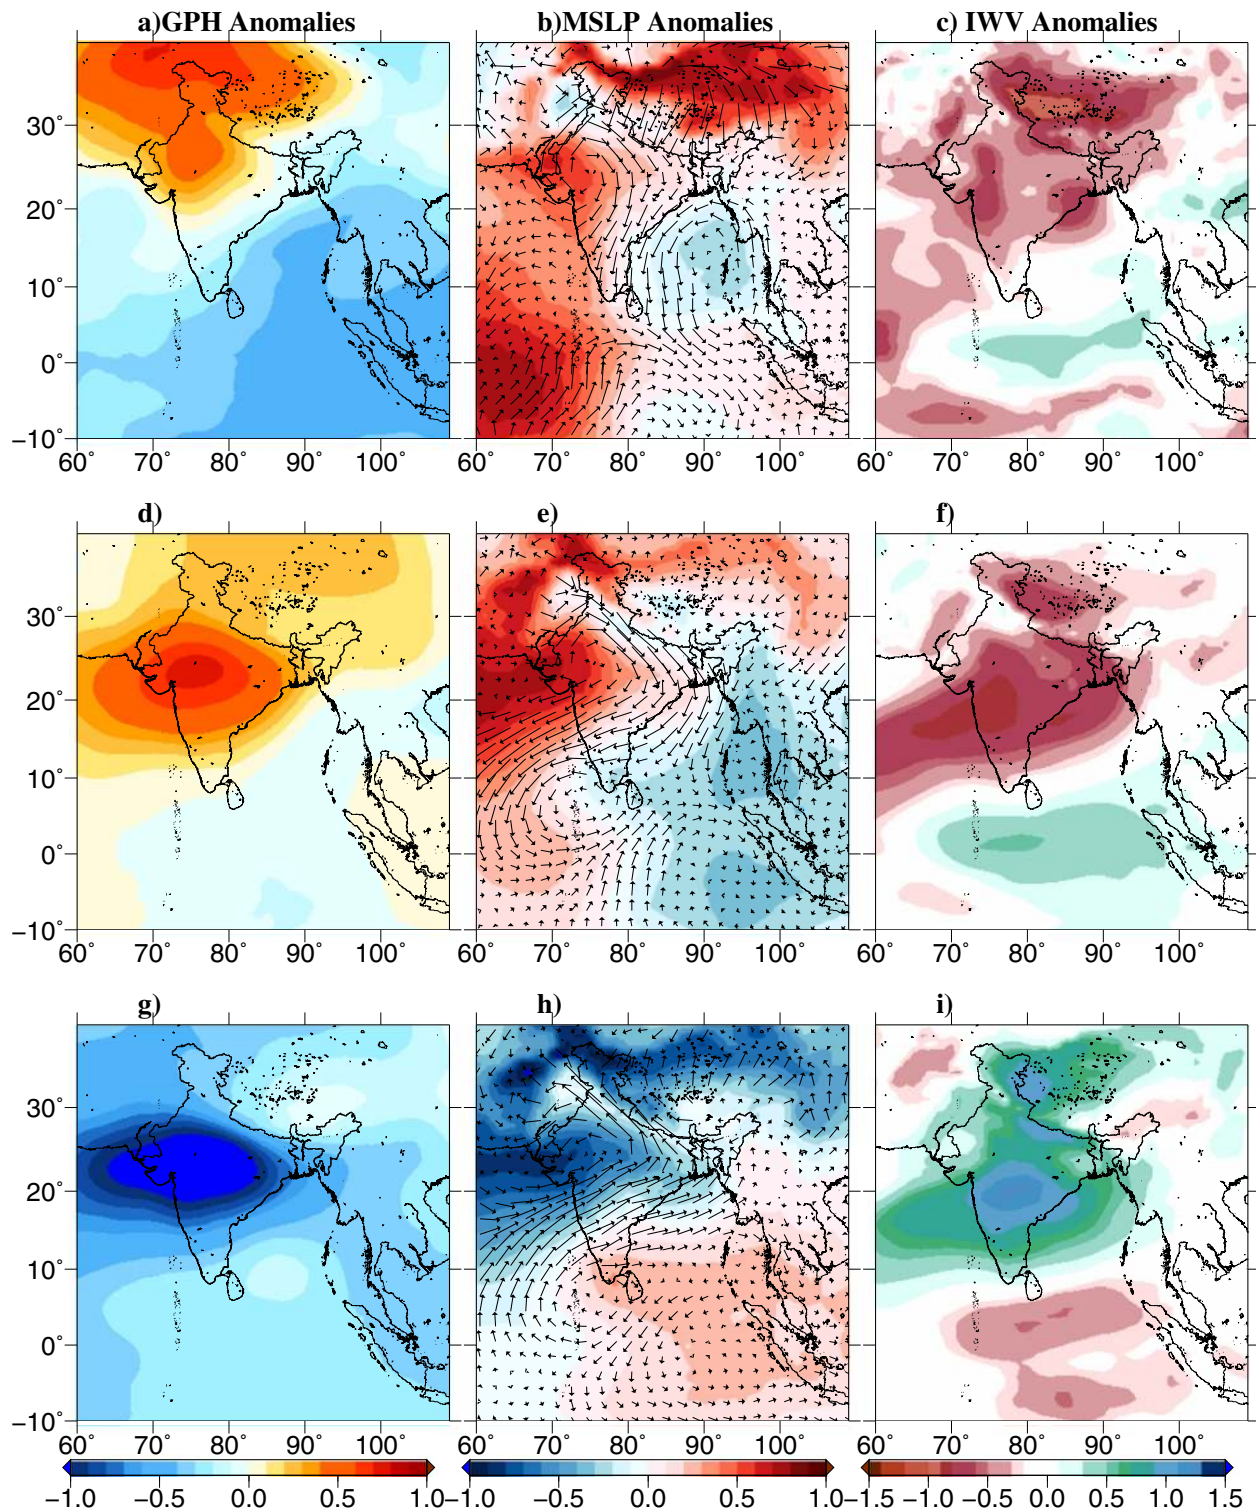 a)GPH Anomalies b)MSLP Anomalies c) IWV Anomalies
30° 20° 10° 0° −10°
60° 70° 80° 90° 100° 60° 70° 80° 90° 100° 60° 70° 80° 90° 100°
d) e) f)
30° 20° 10° 0° −10°
60° 70° 80° 90° 100° 60° 70° 80° 90° 100° 60° 70° 80° 90° 100°
g) h) i)
30° 20° 10° 0° −10°
60° 70° 80° 90° 100° 60° 70° 80° 90° 100° 60° 70° 80° 90° 100°
−1.0 −0.5 0.0 0.5 1.0 −1.0 −0.5 0.0 0.5 1.0 −1.5 −1.0 −0.5 0.0 0.5 1.0 1.5